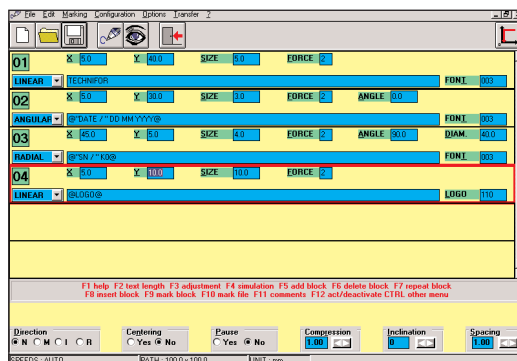 File Edit Marking Configuration Options Transfer ?
01 X 5.0 Y 40.0 SIZE 5.0 FORCE 2
LINEAR TECHNIFOR FONT 003
02 X 5.0 Y 30.0 SIZE 3.0 FORCE 2 ANGLE 0.0
ANGULAR @"DATE / " DD MM YYYY@ FONT 003
03 X 45.0 Y 5.0 SIZE 4.0 FORCE 2 ANGLE 90.0 DIAM. 40.0
RADIAL @"SN / " K0@ FONT 003
04 X 5.0 Y 10.0 SIZE 10.0 FORCE 2
LINEAR @LOGO@ LOGO 110
F1 help F2 text length F3 adjustment F4 simulation F5 add block F6 delete block F7 repeat block
F8 insert block F9 mark block F10 mark file F11 comments F12 act/deactivate CTRL other menu
Direction Centering Pause Compression Inclination Spacing
N M I R Yes No Yes No 1.00 0 1.00
SPEEDS : AUTO PATH : 100.0 x 100.0 UNIT : mm